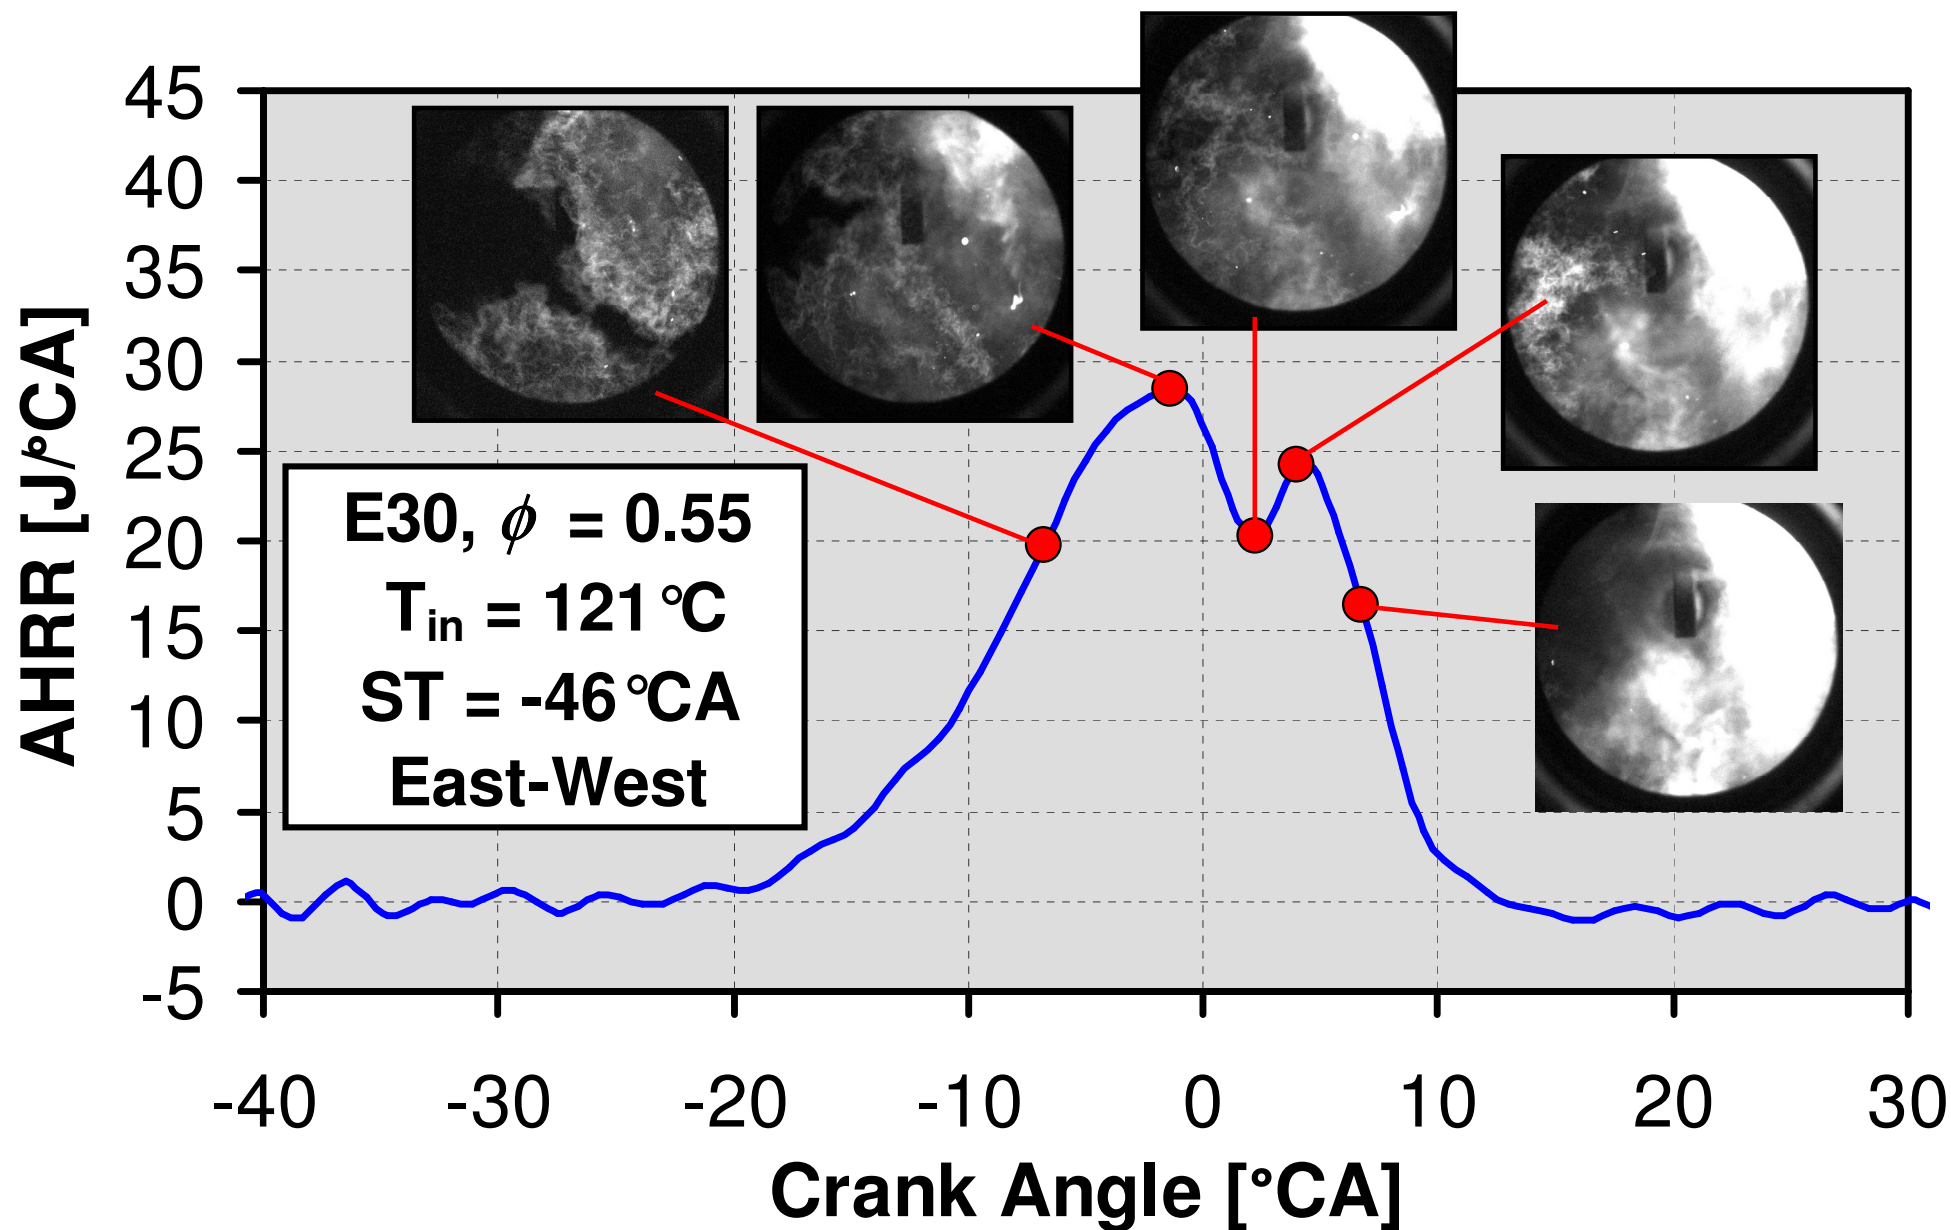 45
40
35
30
25
20
15
10
5
0
-5
AHRR [J/°CA]
E30, ϕ = 0.55
Tin = 121°C
ST = -46°CA
East-West
-40 -30 -20 -10 0 10 20 30
Crank Angle [°CA]